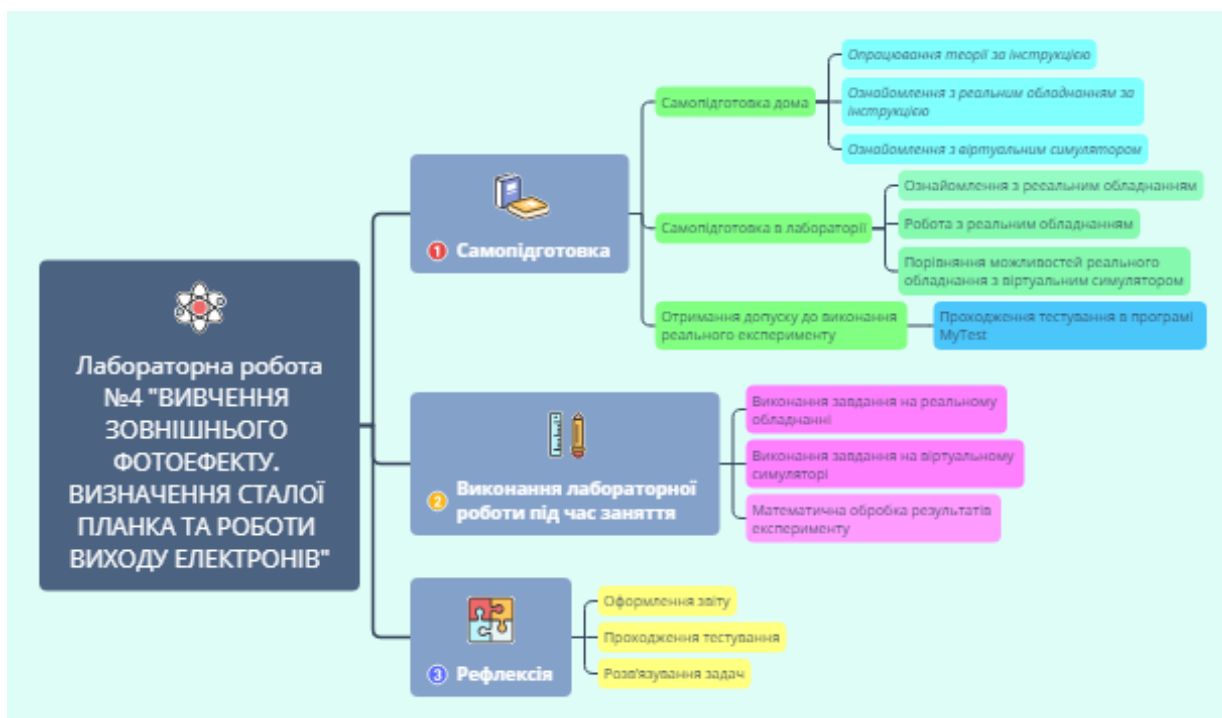 Лабораторна робота
№4 "ВИВЧЕННЯ
ЗОВНІШНЬОГО
ФОТОЕФЕКТУ.
ВИЗНАЧЕННЯ СТАЛОЇ
ПЛАНКА ТА РОБОТИ
ВИХОДУ ЕЛЕКТРОНІВ"
1 Самопідготовка
Самопідготовка дома
Опрацювання теорії за інструкцією
Ознайомлення з реальним обладнанням за
інструкцією
Ознайомлення з віртуальним симулятором
Самопідготовка в лабораторії
Ознайомлення з рееальним обладнанням
Робота з реальним обладнанням
Порівняння можливостей реального
обладнання з віртуальним симулятором
Отримання допуску до виконання
реального експерименту
Проходження тестування в програмі
MyTest
2 Виконання лабораторної
роботи під час заняття
Виконання завдання на реальному
обладнанні
Виконання завдання на віртуальному
симуляторі
Математична обробка результатів
експерименту
3 Рефлексія
Оформлення звіту
Проходження тестування
Розв'язування задач